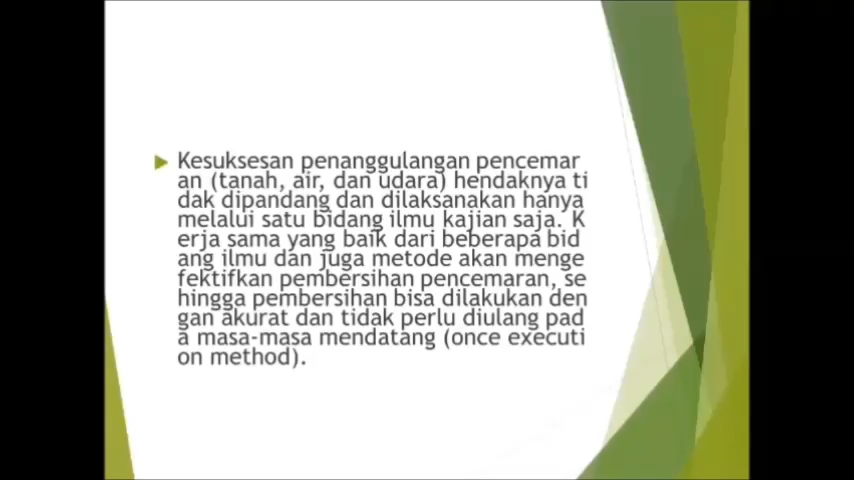 Kesuksesan penanggulangan pencemar
an (tanah, air, dan udara) hendaknya ti
dak dipandang dan dilaksanakan hanya
melalui satu bidang ilmu kajian saja. K
erja sama yang baik dari beberapa bid
ang ilmu dan juga metode akan menge
fektifkan pembersihan pencemaran, se
hingga pembersihan bisa dilakukan den
gan akurat dan tidak perlu diulang pad
a masa-masa mendatang (once executi
on method).